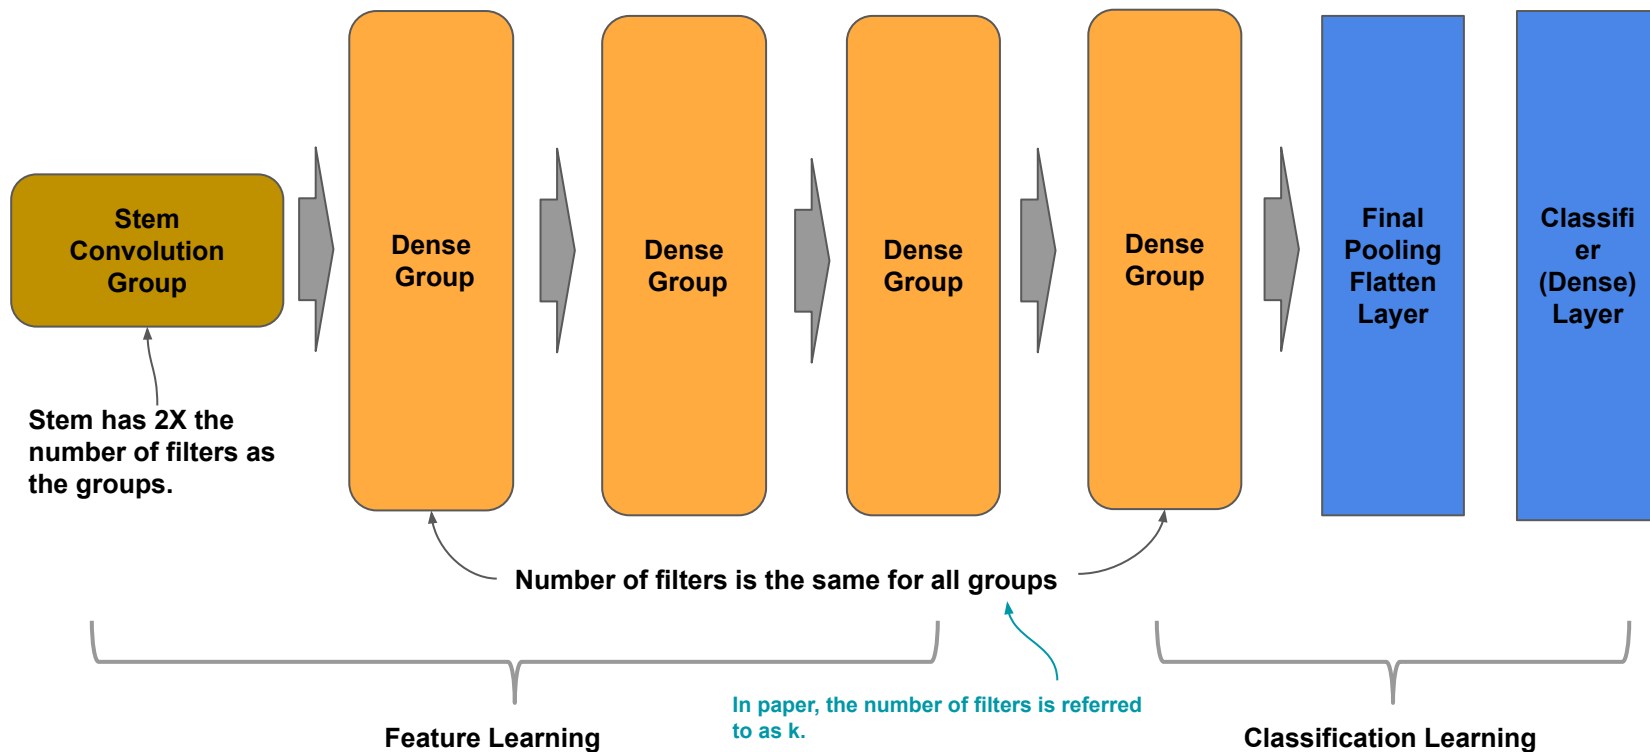 Stem
Convolution
Group
Dense
Group
Dense
Group
Dense
Group
Dense
Group
Final
Pooling
Flatten
Layer
Classifi
er
(Dense)
Layer
Stem has 2X the
number of filters as
the groups.
Number of filters is the same for all groups
In paper, the number of filters is referred
to as k.
Feature Learning
Classification Learning